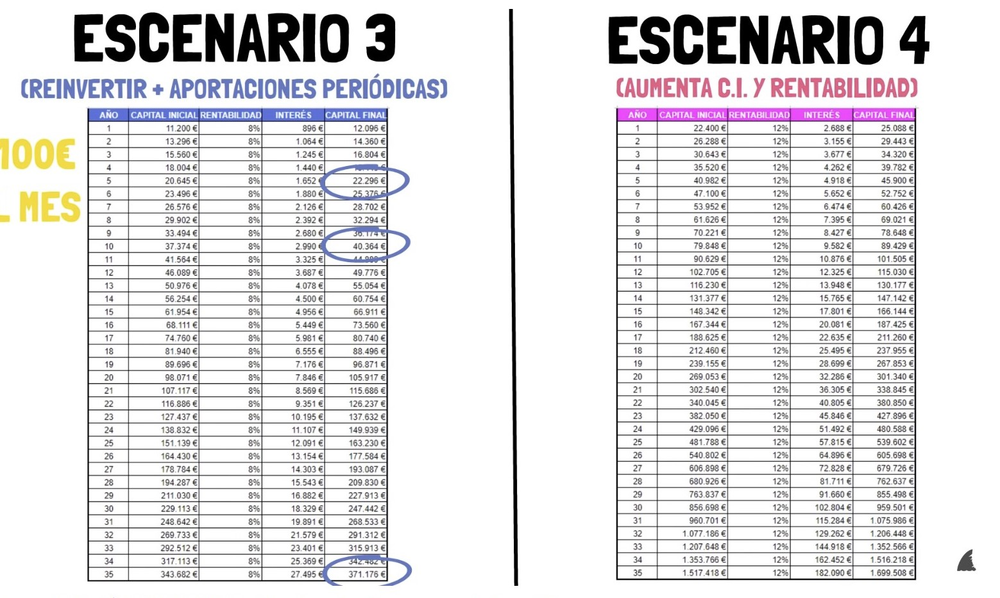 ESCENARIO 3
(REINVERTIR + APORTACIONES PERIÓDICAS)
100€
MES
AÑO CAPITAL INICIAL RENTABILIDAD INTERÉS CAPITAL FINAL
1 11.200 € 8% 896 € 12.096 €
2 13.296 € 8% 1.064 € 14.360 €
3 15.560 € 8% 1.245 € 16.804 €
4 18.004 € 8% 1.440 €
5 20.645 € 8% 1.652 € 22.296 €
6 23.496 € 8% 1.880 € 25.376 €
7 26.576 € 8% 2.126 € 28.702 €
8 29.902 € 8% 2.392 € 32.294 €
9 33.494 € 8% 2.680 € 36.174 €
10 37.374 € 8% 2.990 € 40.364 €
11 41.564 € 8% 3.325 € 44.889 €
12 46.089 € 8% 3.687 € 49.776 €
13 50.976 € 8% 4.078 € 55.054 €
14 56.254 € 8% 4.500 € 60.754 €
15 61.954 € 8% 4.956 € 66.911 €
16 68.111 € 8% 5.449 € 73.560 €
17 74.760 € 8% 5.981 € 80.740 €
18 81.940 € 8% 6.555 € 88.496 €
19 89.696 € 8% 7.176 € 96.871 €
20 98.071 € 8% 7.846 € 105.917 €
21 107.117 € 8% 8.569 € 115.686 €
22 116.886 € 8% 9.351 € 126.237 €
23 127.437 € 8% 10.195 € 137.632 €
24 138.832 € 8% 11.107 € 149.939 €
25 151.139 € 8% 12.091 € 163.230 €
26 164.430 € 8% 13.154 € 177.584 €
27 178.784 € 8% 14.303 € 193.087 €
28 194.287 € 8% 15.543 € 209.830 €
29 211.030 € 8% 16.882 € 227.913 €
30 229.113 € 8% 18.329 € 247.442 €
31 248.642 € 8% 19.891 € 268.533 €
32 269.733 € 8% 21.579 € 291.312 €
33 292.512 € 8% 23.401 € 315.913 €
34 317.113 € 8% 25.369 € 342.482 €
35 343.682 € 8% 27.495 € 371.176 €
ESCENARIO 4
(AUMENTA C.I. Y RENTABILIDAD)
AÑO CAPITAL INICIAL RENTABILIDAD INTERÉS CAPITAL FINAL
1 22.400 € 12% 2.688 € 25.088 €
2 26.288 € 12% 3.155 € 29.443 €
3 30.643 € 12% 3.677 € 34.320 €
4 35.520 € 12% 4.262 € 39.782 €
5 40.982 € 12% 4.918 € 45.900 €
6 47.100 € 12% 5.652 € 52.752 €
7 53.952 € 12% 6.474 € 60.426 €
8 61.626 € 12% 7.395 € 69.021 €
9 70.221 € 12% 8.427 € 78.648 €
10 79.848 € 12% 9.582 € 89.429 €
11 90.629 € 12% 10.876 € 101.505 €
12 102.705 € 12% 12.325 € 115.030 €
13 116.230 € 12% 13.948 € 130.177 €
14 131.377 € 12% 15.765 € 147.142 €
15 148.342 € 12% 17.801 € 166.144 €
16 167.344 € 12% 20.081 € 187.425 €
17 188.625 € 12% 22.635 € 211.260 €
18 212.460 € 12% 25.495 € 237.955 €
19 239.155 € 12% 28.699 € 267.853 €
20 269.053 € 12% 32.286 € 301.340 €
21 302.540 € 12% 36.305 € 338.845 €
22 340.045 € 12% 40.805 € 380.850 €
23 382.050 € 12% 45.846 € 427.896 €
24 429.096 € 12% 51.492 € 480.588 €
25 481.788 € 12% 57.815 € 539.602 €
26 540.802 € 12% 64.896 € 605.698 €
27 606.898 € 12% 72.828 € 679.726 €
28 680.926 € 12% 81.711 € 762.637 €
29 763.837 € 12% 91.660 € 855.498 €
30 856.698 € 12% 102.804 € 959.501 €
31 960.701 € 12% 115.284 € 1.075.986 €
32 1.077.186 € 12% 129.262 € 1.206.448 €
33 1.207.648 € 12% 144.918 € 1.352.566 €
34 1.353.766 € 12% 162.452 € 1.516.218 €
35 1.517.418 € 12% 182.090 € 1.699.508 €